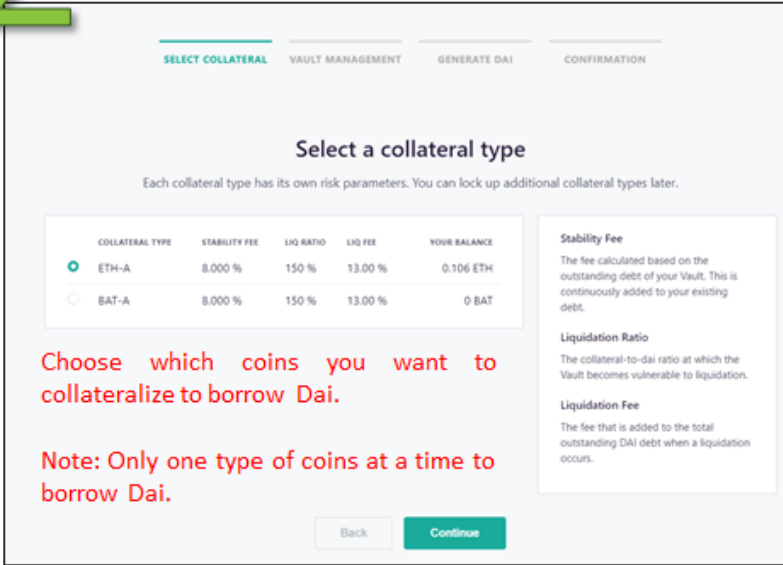 SELECT COLLATERAL VAULT MANAGEMENT GENERATE DAI CONFIRMATION
Select a collateral type
Each collateral type has its own risk parameters. You can lock up additional collateral types later.
COLLATERAL TYPE STABILITY FEE LIQ RATIO LIQ FEE YOUR BALANCE
ETH-A 8.000 % 150 % 13.00 % 0.106 ETH
BAT-A 8.000 % 150 % 13.00 % 0 BAT
Stability Fee
The fee calculated based on the
outstanding debt of your Vault. This is
continuously added to your existing
debt.
Liquidation Ratio
The collateral-to-dai ratio at which the
Vault becomes vulnerable to liquidation.
Liquidation Fee
The fee that is added to the total
outstanding DAI debt when a liquidation
occurs.
Choose which coins you want to
collateralize to borrow Dai.
Note: Only one type of coins at a time to
borrow Dai.
Back Continue